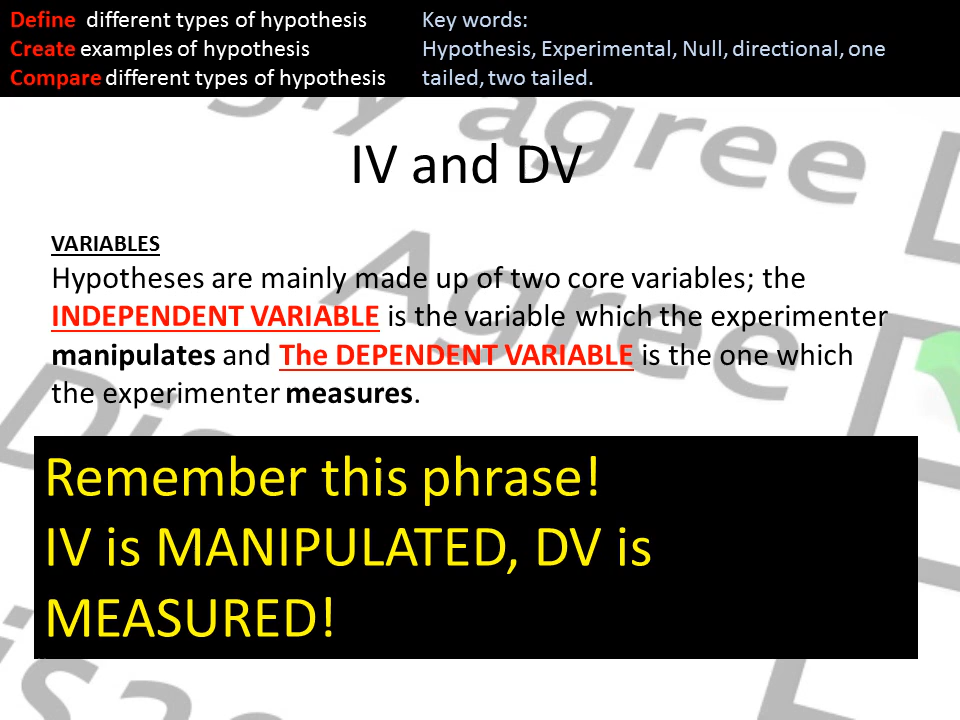 Define different types of hypothesis
Create examples of hypothesis
Compare different types of hypothesis
Key words:
Hypothesis, Experimental, Null, directional, one
tailed, two tailed.
agree
Agree
IV and DV
VARIABLES
Hypotheses are mainly made up of two core variables; the
INDEPENDENT VARIABLE is the variable which the experimenter
manipulates and The DEPENDENT VARIABLE is the one which
the experimenter measures.
Remember this phrase!
IV is MANIPULATED, DV is
MEASURED!